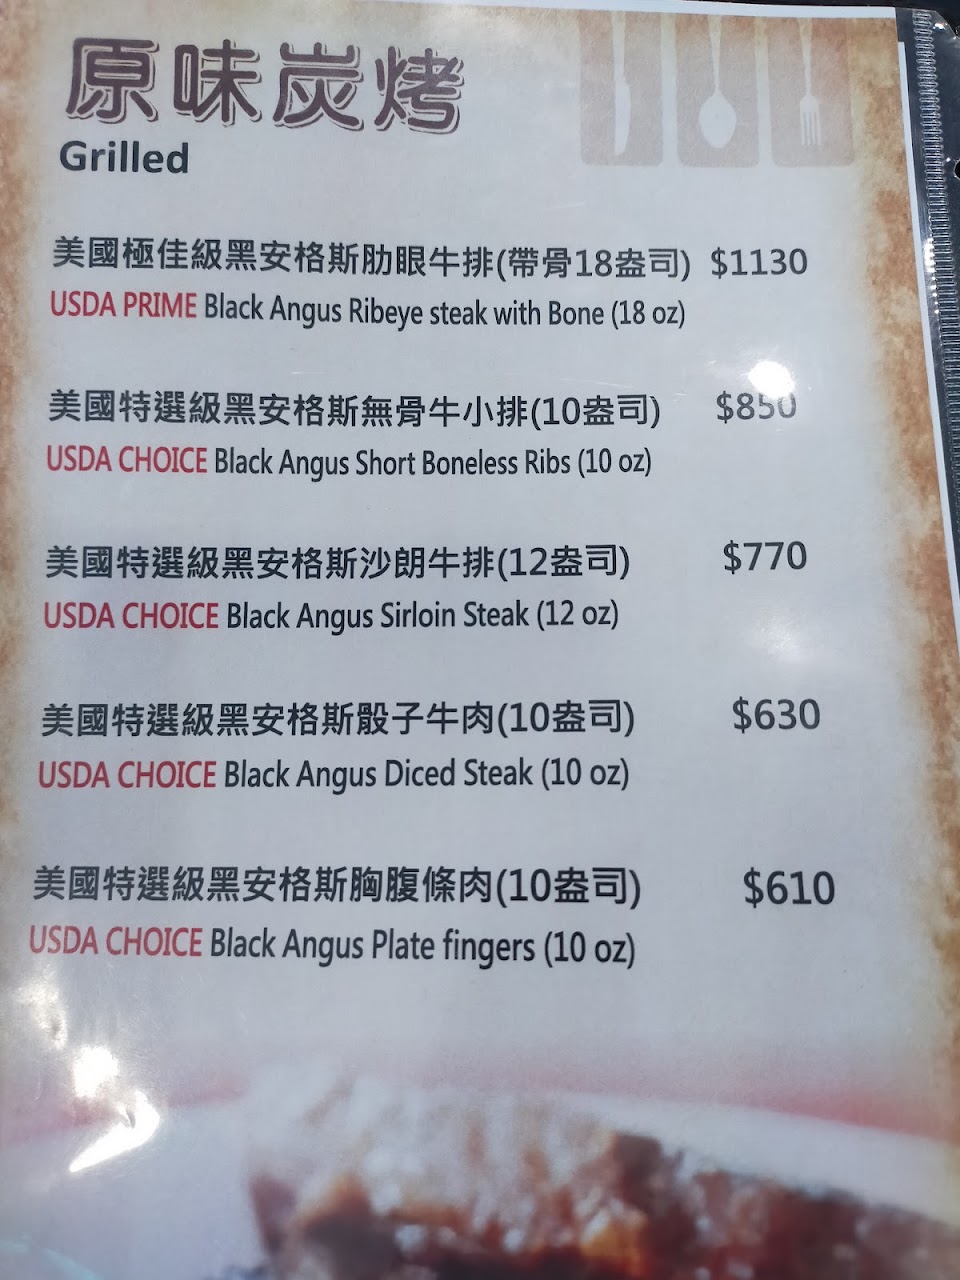 原味炭烤
Grilled
美國極佳級黑安格斯肋眼牛排(帶骨18盎司) $1130
USDA PRIME Black Angus Ribeye steak with Bone (18 oz)
美國特選級黑安格斯無骨牛小排(10盎司) $850
USDA CHOICE Black Angus Short Boneless Ribs (10 oz)
美國特選級黑安格斯沙朗牛排(12盎司) $770
USDA CHOICE Black Angus Sirloin Steak (12 oz)
美國特選級黑安格斯骰子牛肉(10盎司) $630
USDA CHOICE Black Angus Diced Steak (10 oz)
美國特選級黑安格斯胸腹條肉(10盎司) $610
USDA CHOICE Black Angus Plate fingers (10 oz)